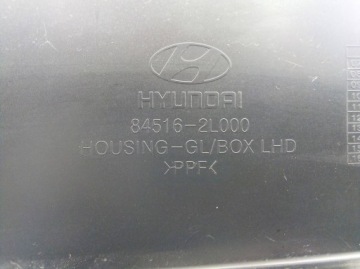 HYUNDAI
84516-2L000
HOUSING-GL/BOX LHD
>PPF<